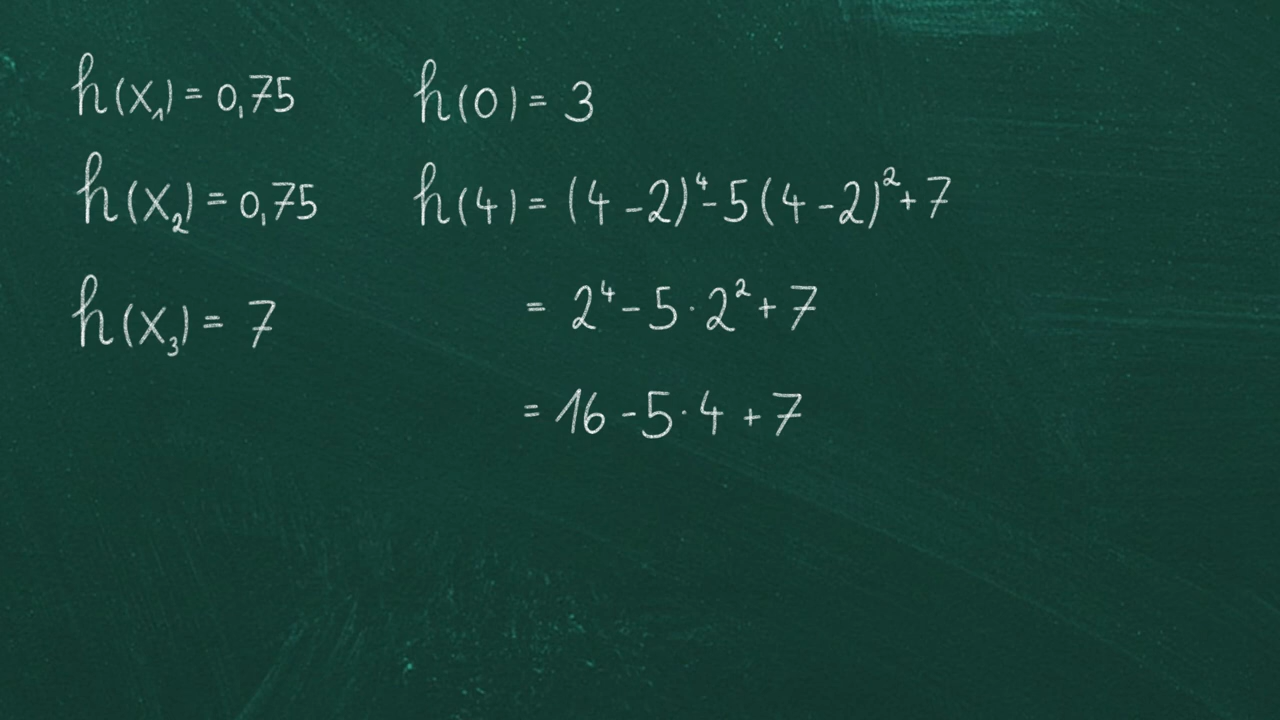 h(x₁) = 0,75
h(x₂) = 0,75
h(x₃) = 7
h(0) = 3
h(4) = (4 - 2)⁴ - 5(4 - 2)² + 7
= 2⁴ - 5 · 2² + 7
= 16 - 5 · 4 + 7